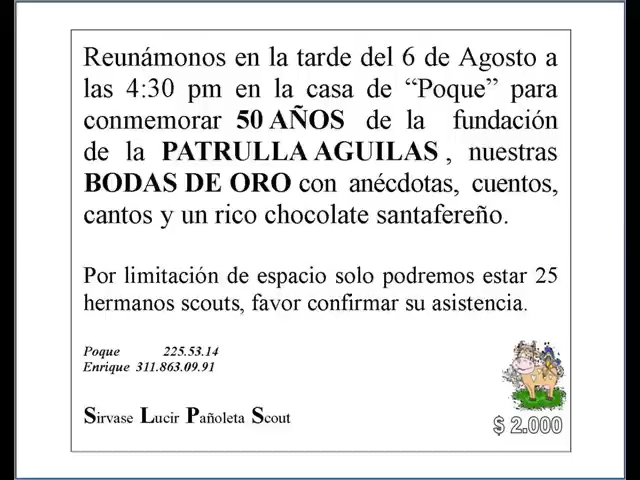 Reunámonos en la tarde del 6 de Agosto a
las 4:30 pm en la casa de “Poque” para
conmemorar 50 AÑOS de la fundación
de la PATRULLA AGUILAS , nuestras
BODAS DE ORO con anécdotas, cuentos,
cantos y un rico chocolate santafereño.
Por limitación de espacio solo podremos estar 25
hermanos scouts, favor confirmar su asistencia.
Poque 225.53.14
Enrique 311.863.09.91
Sirvase Lucir Pañoleta Scout
$ 2.000